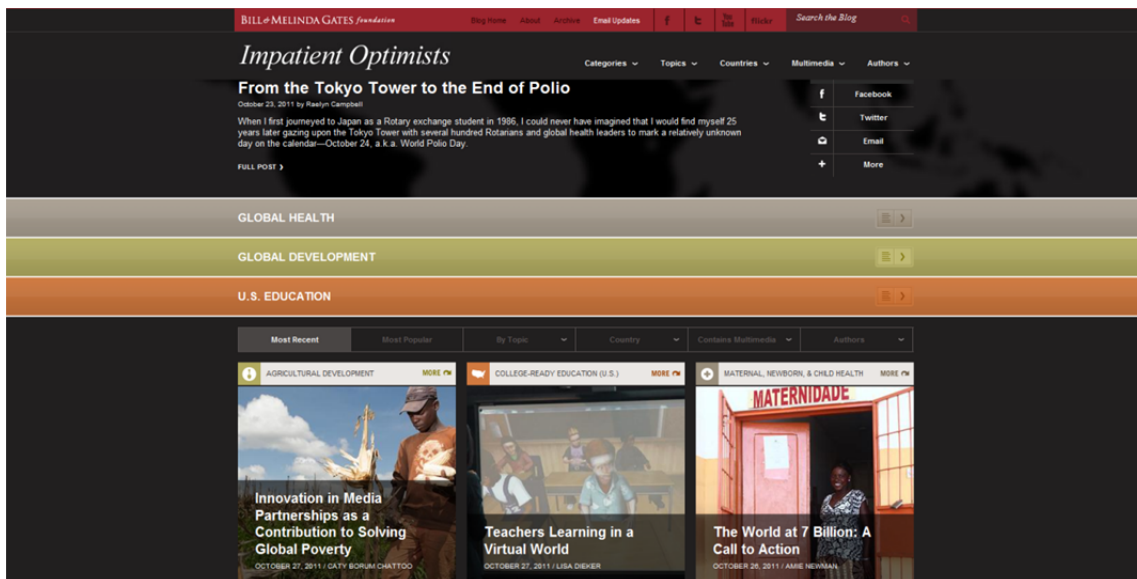 BILL & MELINDA GATES foundation
Blog Home About Archive Email Updates f t You Tube flickr Search the Blog
Impatient Optimists
Categories Topics Countries Multimedia Authors
From the Tokyo Tower to the End of Polio
October 23, 2011 by Raelyn Campbell
When I first journeyed to Japan as a Rotary exchange student in 1986, I could never have imagined that I would find myself 25
years later gazing upon the Tokyo Tower with several hundred Rotarians and global health leaders to mark a relatively unknown
day on the calendar—October 24, a.k.a. World Polio Day.
FULL POST
f Facebook
t Twitter
Email
+ More
GLOBAL HEALTH
GLOBAL DEVELOPMENT
U.S. EDUCATION
Most Recent Most Popular By Topic Country Contains Multimedia Authors
AGRICULTURAL DEVELOPMENT MORE
COLLEGE-READY EDUCATION (U.S.) MORE
MATERNAL, NEWBORN, & CHILD HEALTH MORE
MATERNIDADE
Innovation in Media
Partnerships as a
Contribution to Solving
Global Poverty
OCTOBER 27, 2011 / CATY BORUM CHATTOO
Teachers Learning in a
Virtual World
OCTOBER 27, 2011 / LISA DIEKER
The World at 7 Billion: A
Call to Action
OCTOBER 26, 2011 / AMIE NEWMAN